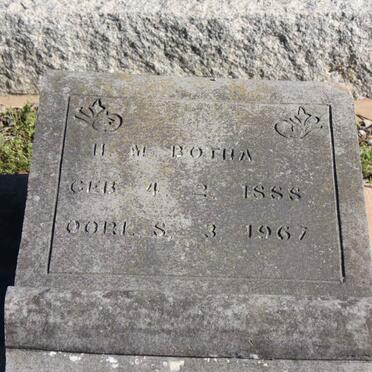 H. M. BOTHA
GEB. 4. 2. 1888
OORL. 8. 3. 1967